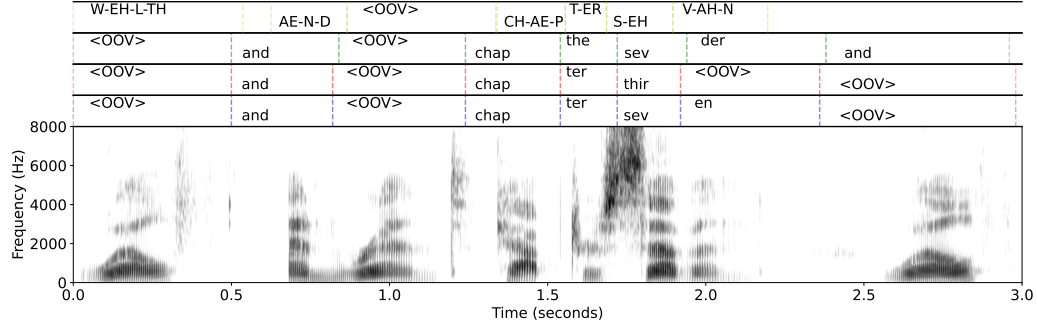 W-EH-L-TH AE-N-D <OOV> CH-AE-P T-ER S-EH V-AH-N
<OOV> and <OOV> chap the sev der and
<OOV> and <OOV> chap ter thir <OOV> <OOV>
<OOV> and <OOV> chap ter sev en <OOV>
8000
6000
4000
2000
0
Frequency (Hz)
0.0 0.5 1.0 1.5 2.0 2.5 3.0
Time (seconds)